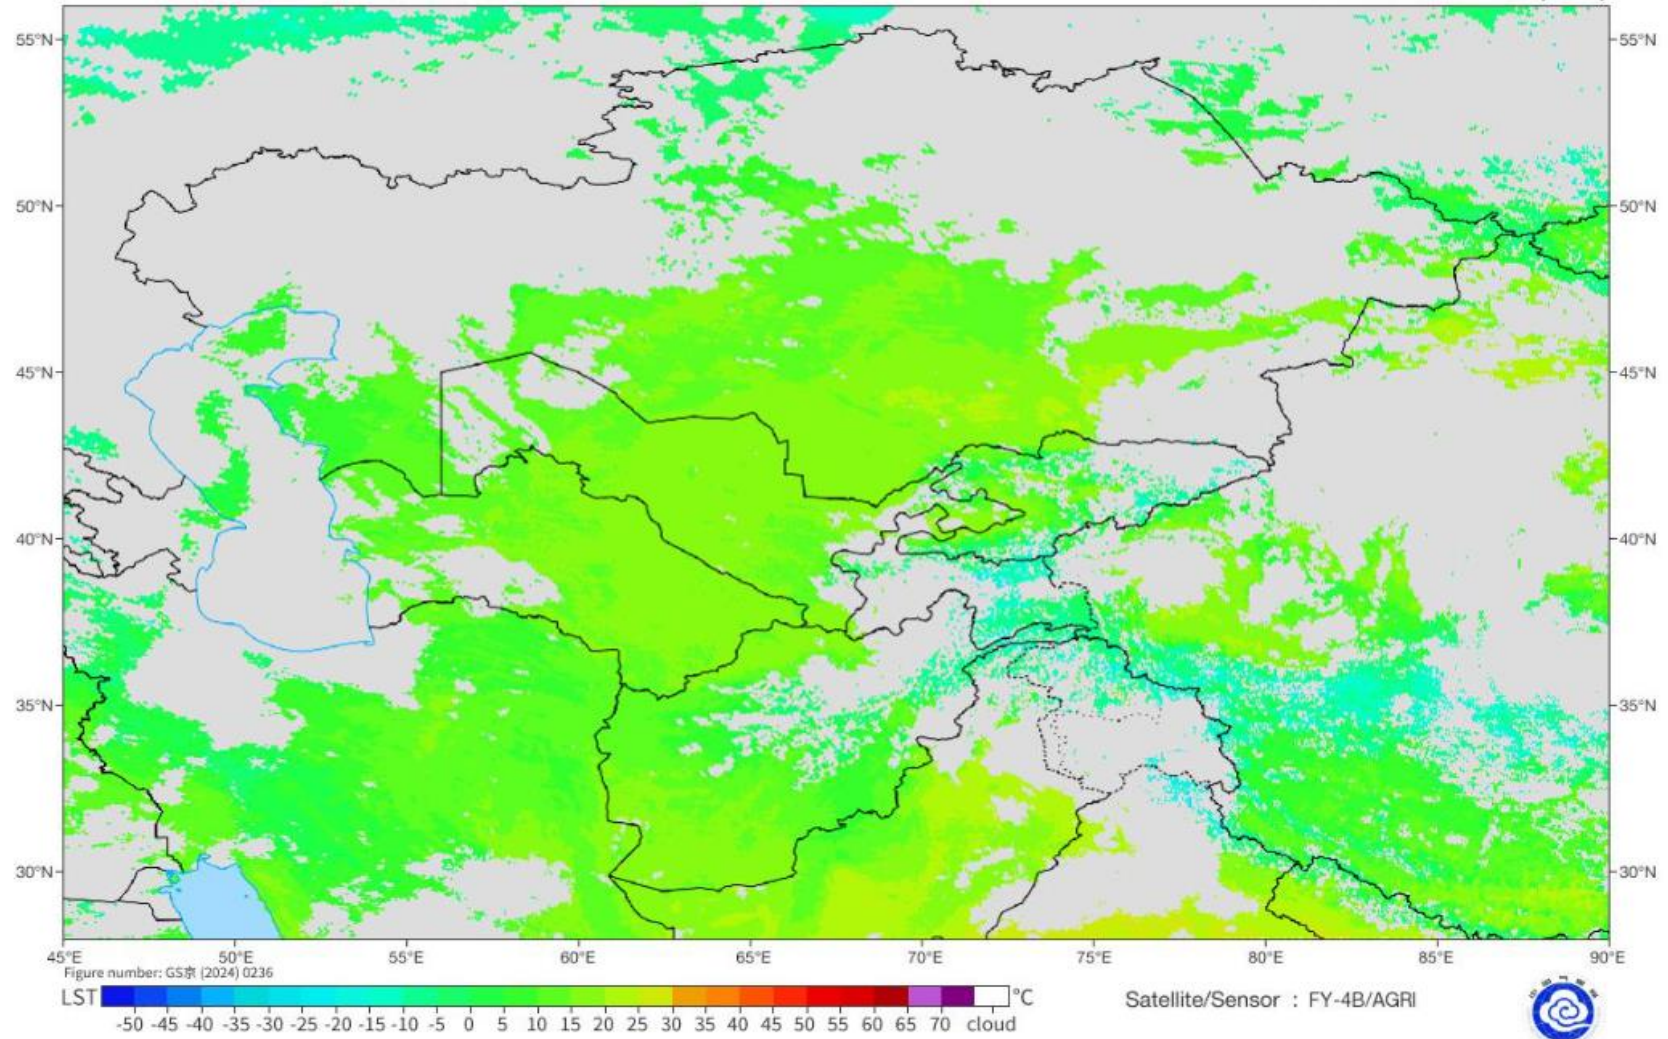 55°N 55°N
50°N 50°N
45°N 45°N
40°N 40°N
35°N 35°N
30°N 30°N
45°E 50°E 55°E 60°E 65°E 70°E 75°E 80°E 85°E 90°E
Figure number: GS京 (2024) 0236
LST °C
-50 -45 -40 -35 -30 -25 -20 -15 -10 -5 0 5 10 15 20 25 30 35 40 45 50 55 60 65 70 cloud
Satellite/Sensor : FY-4B/AGRI